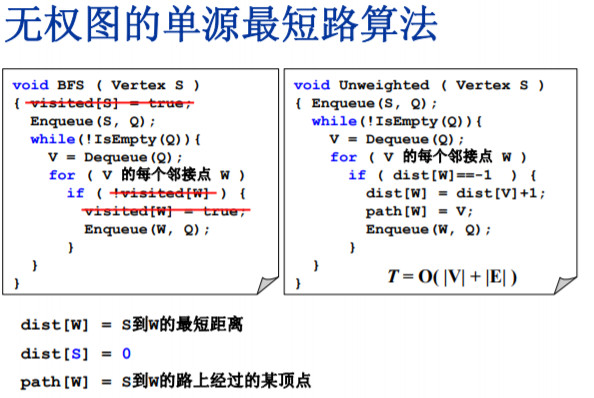 无权图的单源最短路算法
void BFS ( Vertex S )
{ visited[S] = true;
Enqueue(S, Q);
while(!IsEmpty(Q)){
V = Dequeue(Q);
for ( V 的每个邻接点 W )
if ( !visited[W] ) {
visited[W] = true;
Enqueue(W, Q);
}
}
}
void Unweighted ( Vertex S )
{ Enqueue(S, Q);
while(!IsEmpty(Q)){
V = Dequeue(Q);
for ( V 的每个邻接点 W )
if ( dist[W]==-1 ) {
dist[W] = dist[V]+1;
path[W] = V;
Enqueue(W, Q);
}
}
}
T = O( |V| + |E| )
dist[W] = S到W的最短距离
dist[S] = 0
path[W] = S到W的路上经过的某顶点